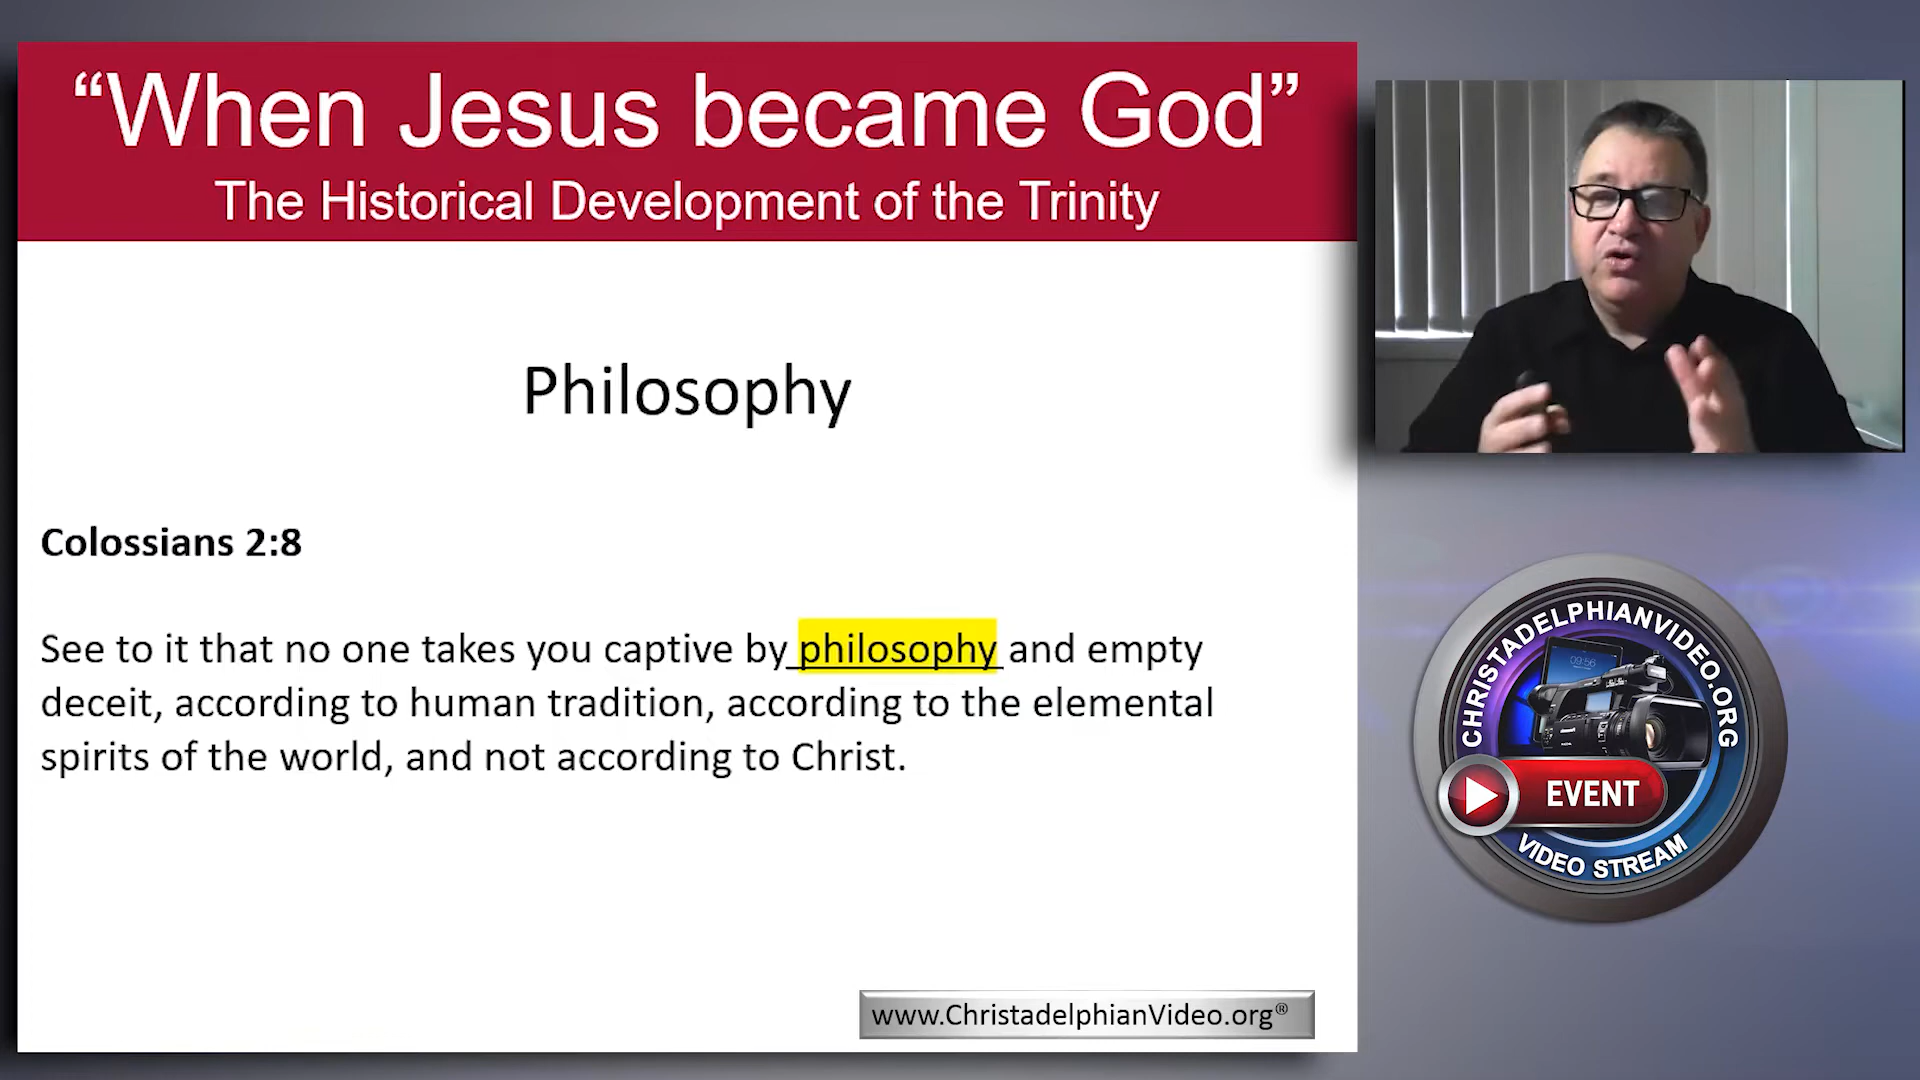 “When Jesus became God”
The Historical Development of the Trinity
Philosophy
Colossians 2:8
See to it that no one takes you captive by philosophy and empty
deceit, according to human tradition, according to the elemental
spirits of the world, and not according to Christ.
www.ChristadelphianVideo.org®
CHRISTADELPHIANVIDEO.ORG
09:56
EVENT
VIDEO STREAM